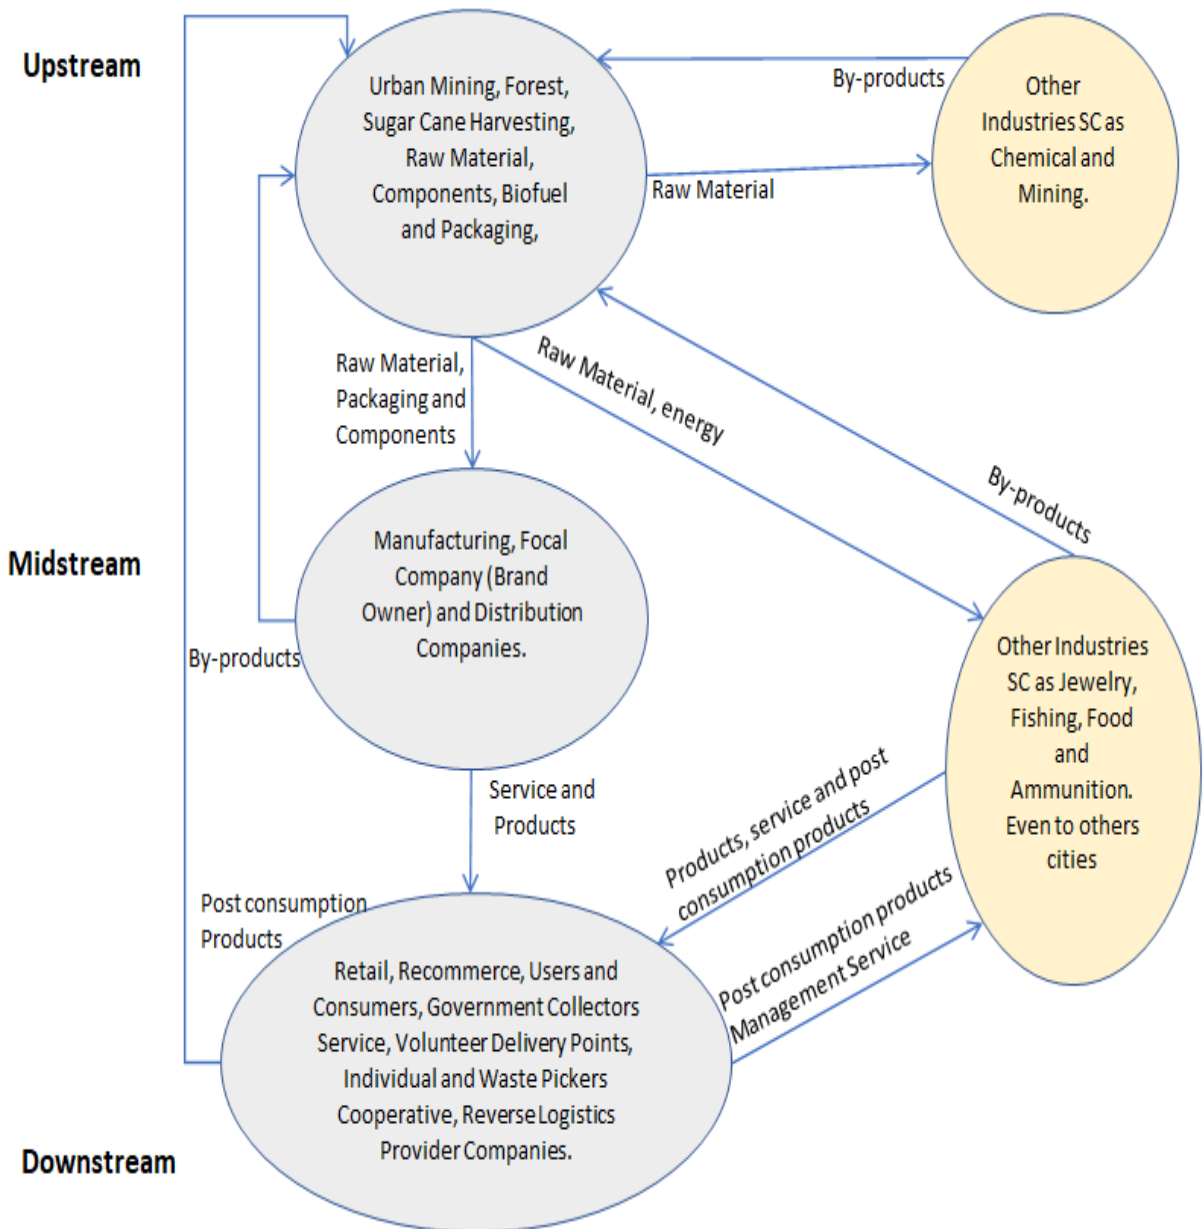 Upstream
Urban Mining, Forest,
Sugar Cane Harvesting,
Raw Material,
Components, Biofuel
and Packaging,
By-products
Other
Industries SC as
Chemical and
Mining.
Raw Material
Raw Material,
Packaging and
Components
Raw Material, energy
By-products
Midstream
Manufacturing, Focal
Company (Brand
Owner) and Distribution
Companies.
By-products
Other Industries
SC as Jewelry,
Fishing, Food
and
Ammunition.
Even to others
cities
Service and
Products
Products, service and post
consumption products
Post consumption
Products
Post consumption products
Management Service
Retail, Recommerce, Users and
Consumers, Government Collectors
Service, Volunteer Delivery Points,
Individual and Waste Pickers
Cooperative, Reverse Logistics
Provider Companies.
Downstream